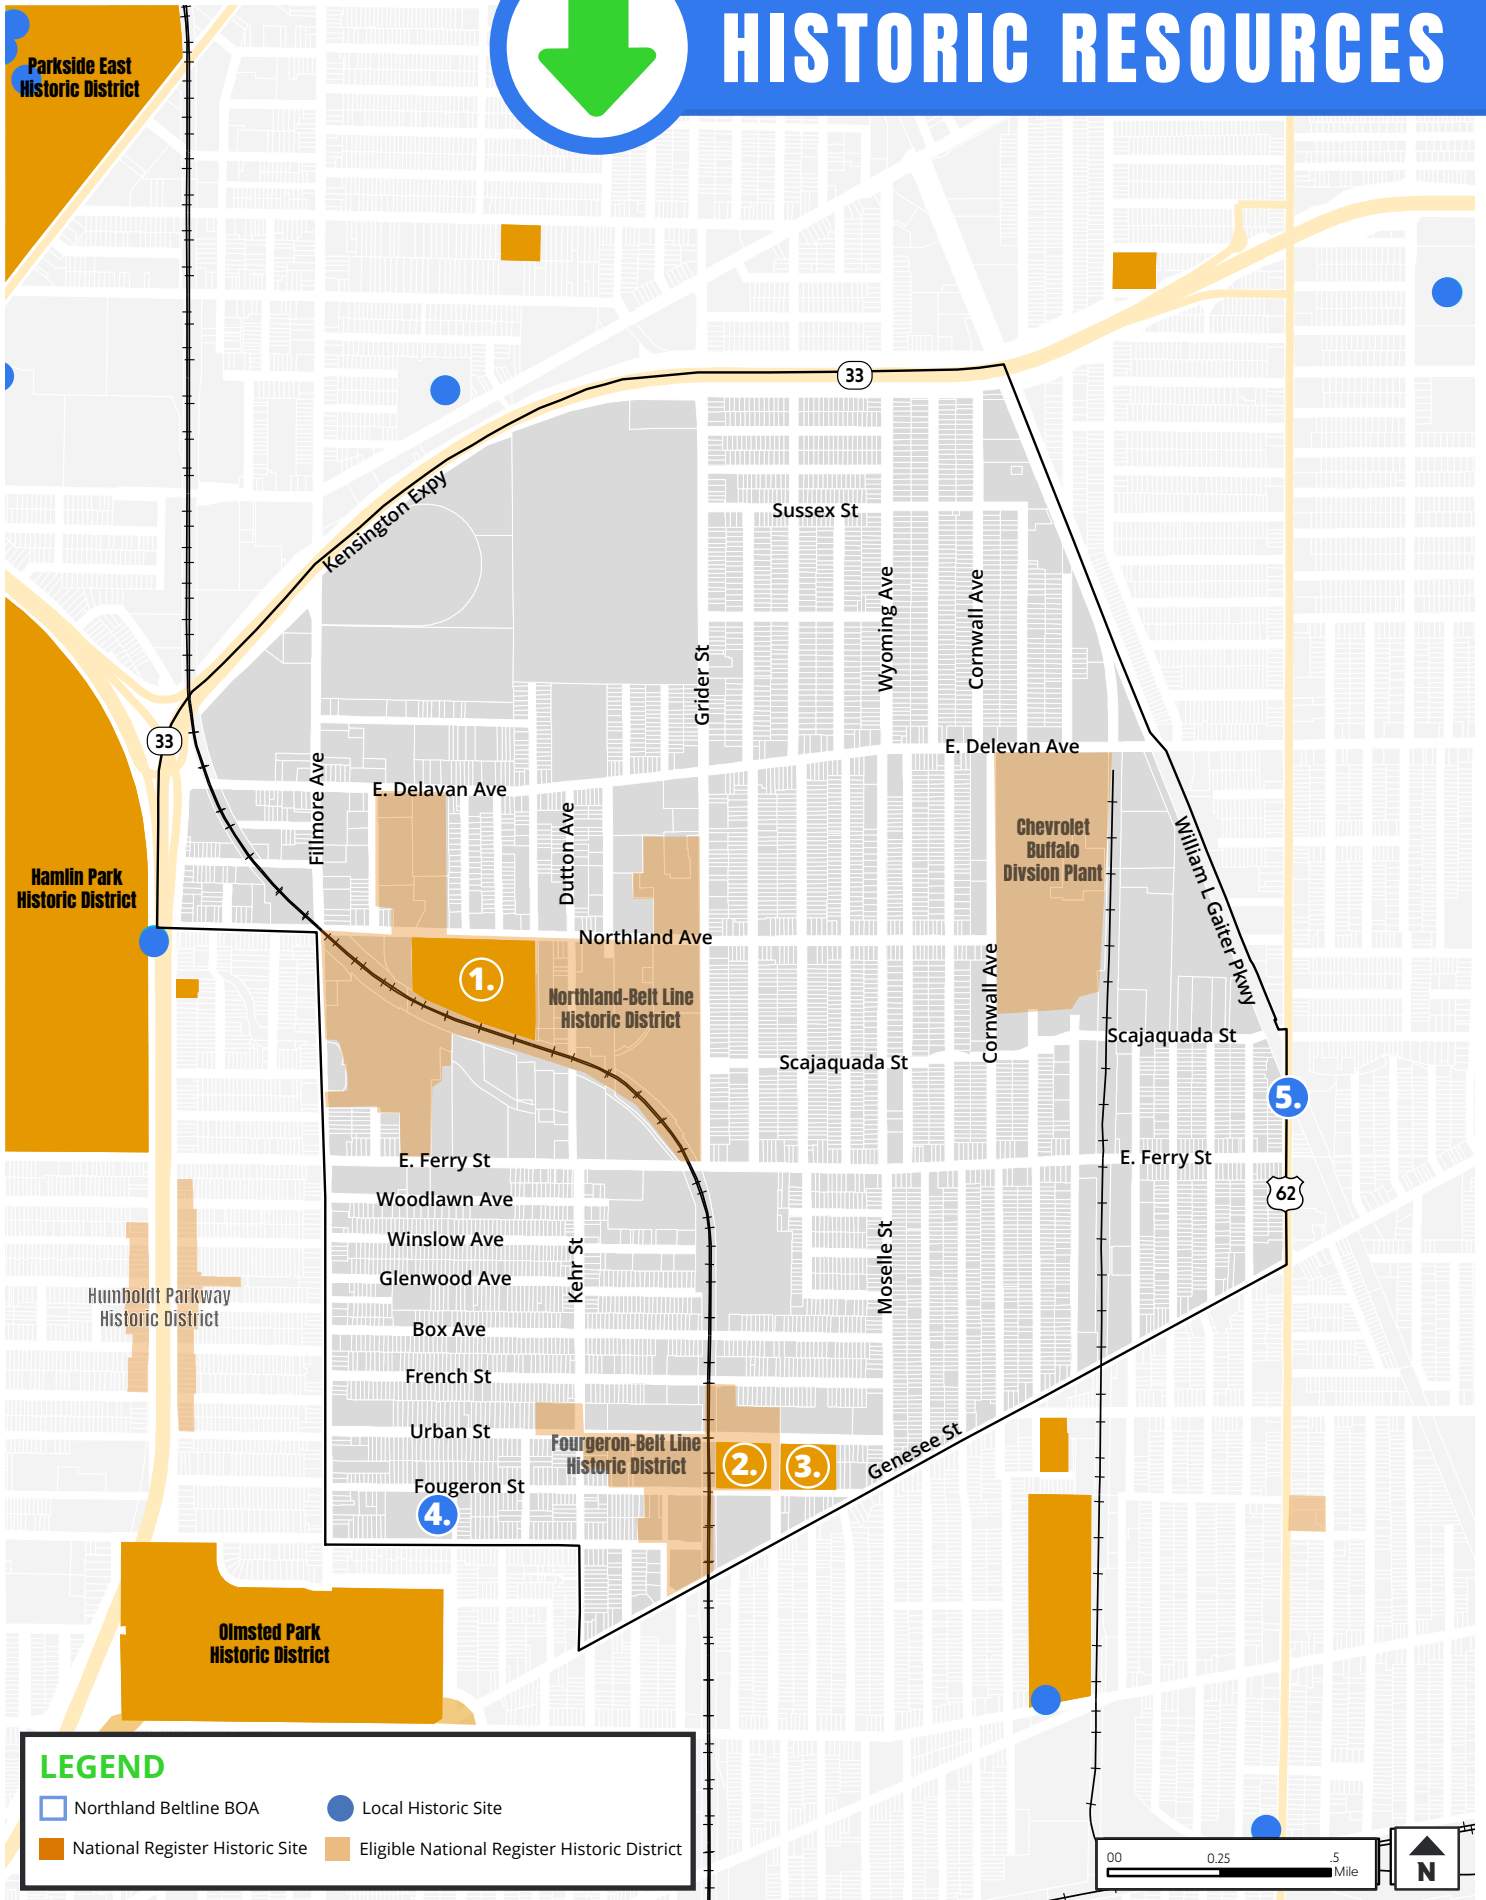 HISTORIC RESOURCES
Parkside East
Historic District
33
Kensington Expy
Sussex St
Wyoming Ave
Cornwall Ave
Grider St
33
E. Delevan Ave
Fillmore Ave
E. Delavan Ave
Dutton Ave
Chevrolet
Buffalo
Divsion Plant
William L Gaiter Pkwy
Hamlin Park
Historic District
Northland Ave
1.
Northland-Belt Line
Historic District
Cornwall Ave
Scajaquada St
Scajaquada St
5.
E. Ferry St
E. Ferry St
62
Woodlawn Ave
Winslow Ave
Kehr St
Moselle St
Glenwood Ave
Humboldt Parkway
Historic District
Box Ave
French St
Urban St
Fourgeron-Belt Line
Historic District
2.
3.
Genesee St
Fougeron St
4.
Olmsted Park
Historic District
LEGEND
Northland Beltline BOA
Local Historic Site
National Register Historic Site
Eligible National Register Historic District
00 0.25 .5
Mile
N